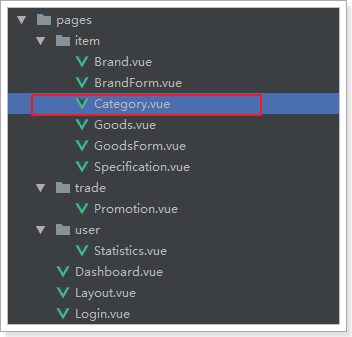 pages
item
Brand.vue
BrandForm.vue
Category.vue
Goods.vue
GoodsForm.vue
Specification.vue
trade
Promotion.vue
user
Statistics.vue
Dashboard.vue
Layout.vue
Login.vue